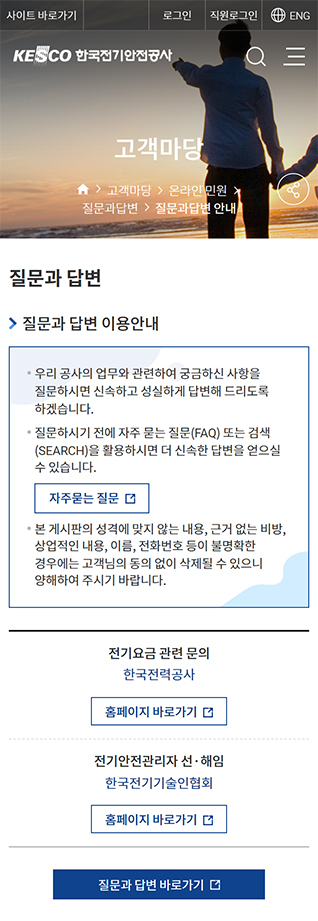 사이트 바로가기
로그인
직원로그인
ENG
KESCO 한국전기안전공사
고객마당
고객마당 > 온라인 민원 >
질문과답변 > 질문과답변 안내
질문과 답변
질문과 답변 이용안내
우리 공사의 업무와 관련하여 궁금하신 사항을
질문하시면 신속하고 성실하게 답변해 드리도록
하겠습니다.
질문하시기 전에 자주 묻는 질문(FAQ) 또는 검색
(SEARCH)을 활용하시면 더 신속한 답변을 얻으실
수 있습니다.
자주묻는 질문
본 게시판의 성격에 맞지 않는 내용, 근거 없는 비방,
상업적인 내용, 이름, 전화번호 등이 불명확한
경우에는 고객님의 동의 없이 삭제될 수 있으니
양해하여 주시기 바랍니다.
전기요금 관련 문의
한국전력공사
홈페이지 바로가기
전기안전관리자 선·해임
한국전기기술인협회
홈페이지 바로가기
질문과 답변 바로가기